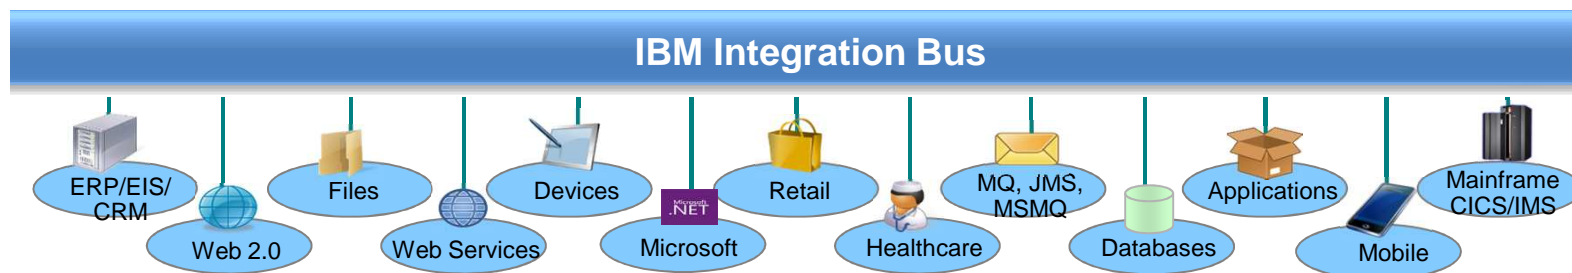 IBM Integration Bus
ERP/EIS/
CRM
Web 2.0
Files
Web Services
Devices
Microsoft
.NET
Microsoft
Retail
Healthcare
MQ, JMS,
MSMQ
Databases
Applications
Mobile
Mainframe
CICS/IMS